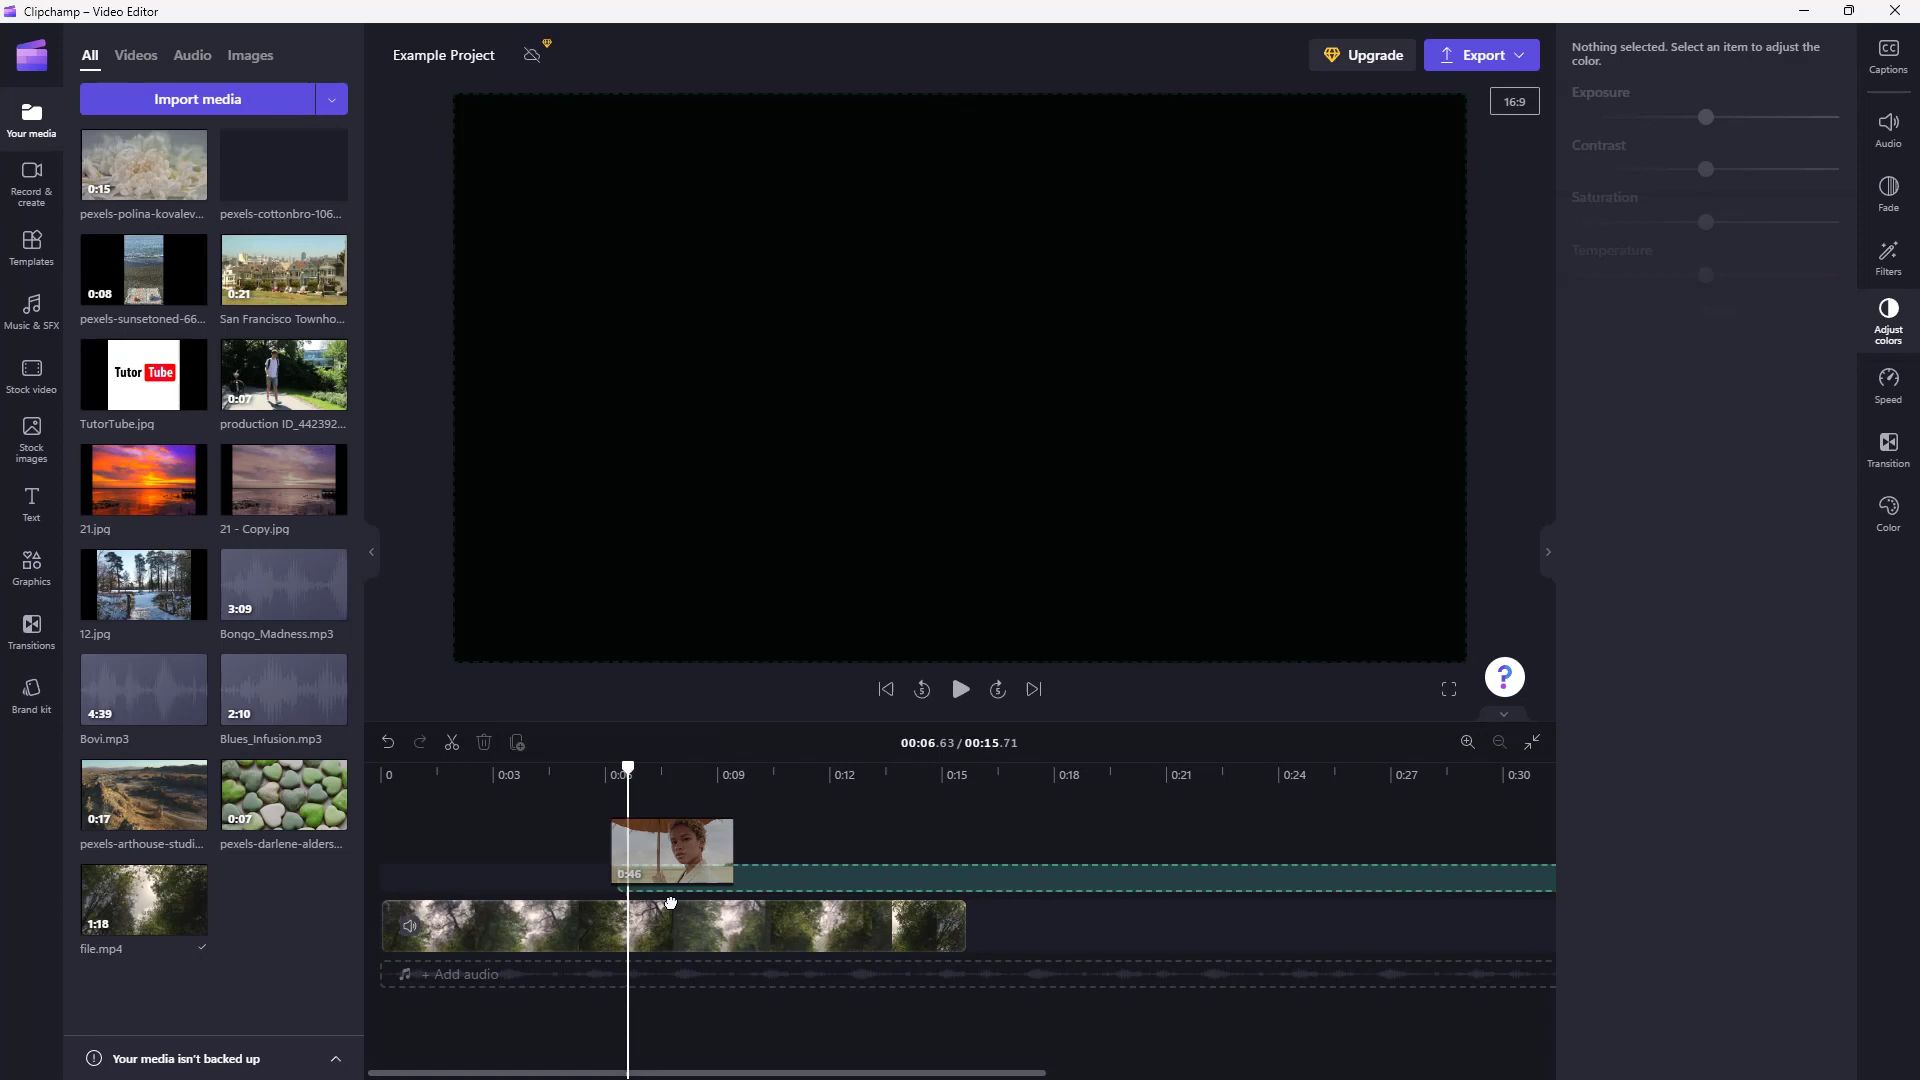 Clipchamp – Video Editor
All Videos Audio Images
Import media
Your media
Record &
create
Templates
Music & SFX
Stock video
Stock
images
Text
Graphics
Transitions
Brand kit
0:15
pexels-polina-kovalev...
pexels-cottonbro-106...
0:08
0:21
pexels-sunsetoned-66...
San Francisco Townho...
Tutor Tube
0:07
TutorTube.jpg
production ID_442392...
21.jpg
21 - Copy.jpg
3:09
12.jpg
Bongo_Madness.mp3
4:39
2:10
Bovi.mp3
Blues_Infusion.mp3
0:17
0:07
pexels-arthouse-studi...
pexels-darlene-alders...
1:18
file.mp4
Your media isn't backed up
Example Project
Upgrade
Export
16:9
5
5
?
00:06.63 / 00:15.71
0 0:03 0:06 0:09 0:12 0:15 0:18 0:21 0:24 0:27 0:30
0:46
+ Add audio
Nothing selected. Select an item to adjust the
color.
Exposure
Contrast
Saturation
Temperature
CC
Captions
Audio
Fade
Filters
Adjust
colors
Speed
Transition
Color